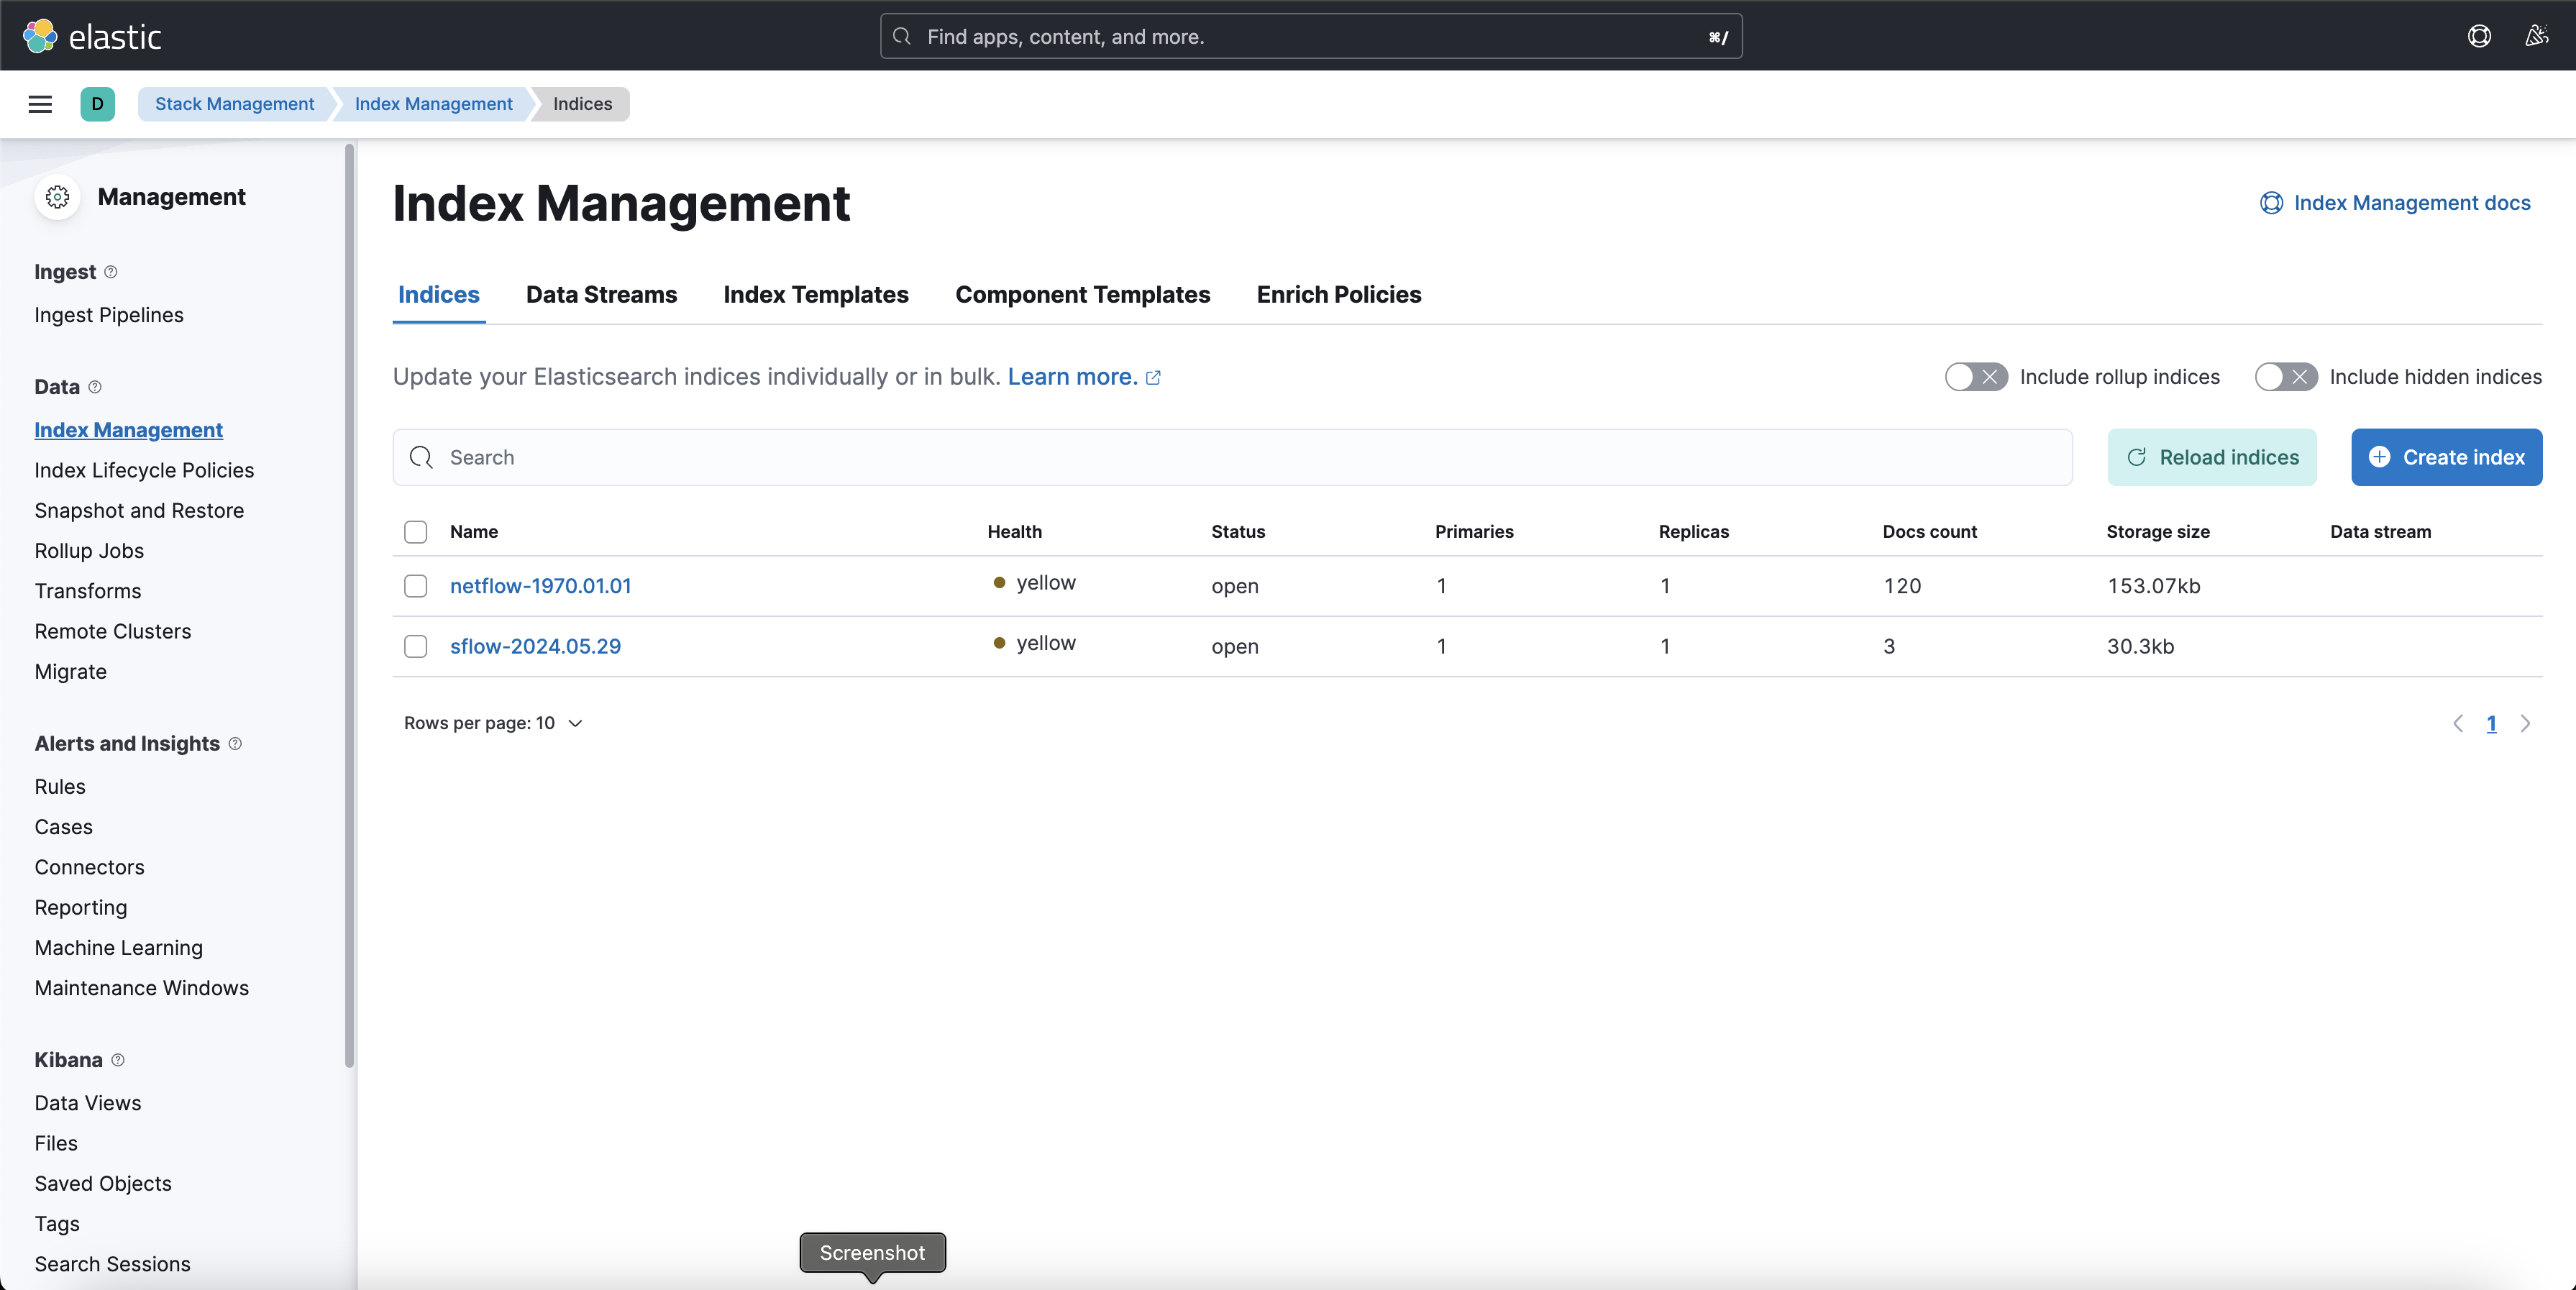 elastic
Find apps, content, and more.
⌘/
D
Stack Management
Index Management
Indices
Management
Ingest
Ingest Pipelines
Data
Index Management
Index Lifecycle Policies
Snapshot and Restore
Rollup Jobs
Transforms
Remote Clusters
Migrate
Alerts and Insights
Rules
Cases
Connectors
Reporting
Machine Learning
Maintenance Windows
Kibana
Data Views
Files
Saved Objects
Tags
Search Sessions
Index Management
Index Management docs
Indices Data Streams Index Templates Component Templates Enrich Policies
Update your Elasticsearch indices individually or in bulk. Learn more.
Include rollup indices
Include hidden indices
Search
Reload indices
Create index
Name Health Status Primaries Replicas Docs count Storage size Data stream
netflow-1970.01.01 yellow open 1 1 120 153.07kb
sflow-2024.05.29 yellow open 1 1 3 30.3kb
Rows per page: 10
1
Screenshot